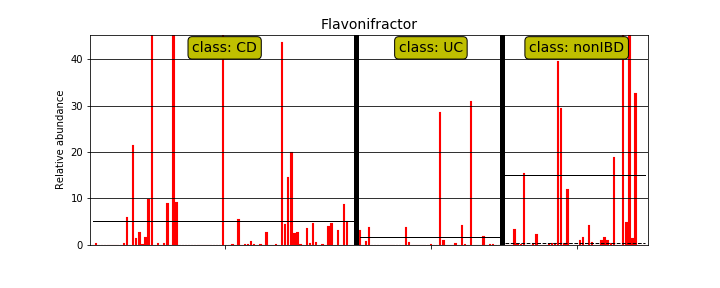 Flavonifractor
class: CD
class: UC
class: nonIBD
Relative abundance
40
30
20
10
0